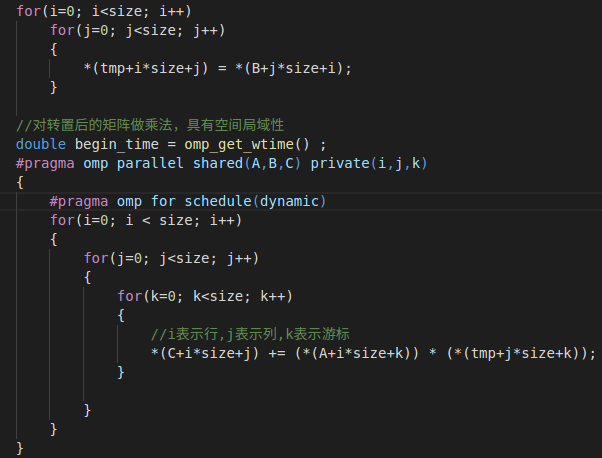 for(i=0; i<size; i++)
    for(j=0; j<size; j++)
    {
        *(tmp+i*size+j) = *(B+j*size+i);
    }

//对转置后的矩阵做乘法，具有空间局域性
double begin_time = omp_get_wtime() ;
#pragma omp parallel shared(A,B,C) private(i,j,k)
{
    #pragma omp for schedule(dynamic)
    for(i=0; i < size; i++)
    {
        for(j=0; j<size; j++)
        {
            for(k=0; k<size; k++)
            {
                //i表示行,j表示列,k表示游标
                *(C+i*size+j) += (*(A+i*size+k)) * (*(tmp+j*size+k));
            }

        }
    }
}